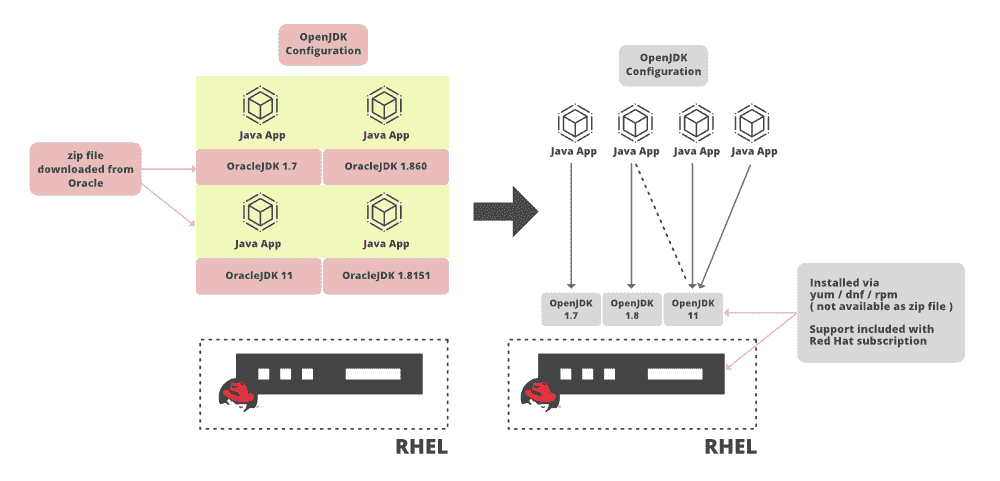 OpenJDK
Configuration
Java App
Java App
zip file
downloaded from
Oracle
OracleJDK 1.7
OracleJDK 1.860
Java App
Java App
OracleJDK 11
OracleJDK 1.8151
RHEL
OpenJDK
Configuration
Java App
Java App
Java App
Java App
OpenJDK
1.7
OpenJDK
1.8
OpenJDK
11
Installed via
yum / dnf / rpm
( not available as zip file )
Support included with
Red Hat subscription
RHEL